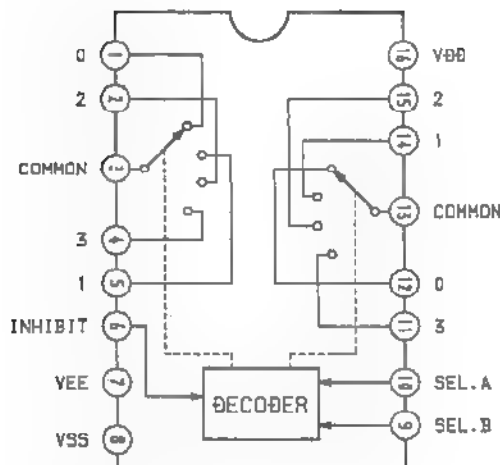 0 1
2 2
COMMON 3
3 4
1 5
INHIBIT 6
VEE 7
VSS 8
16 VDD
15 2
14 1
13 COMMON
12 0
11 3
10 SEL.A
9 SEL.B
DECODER